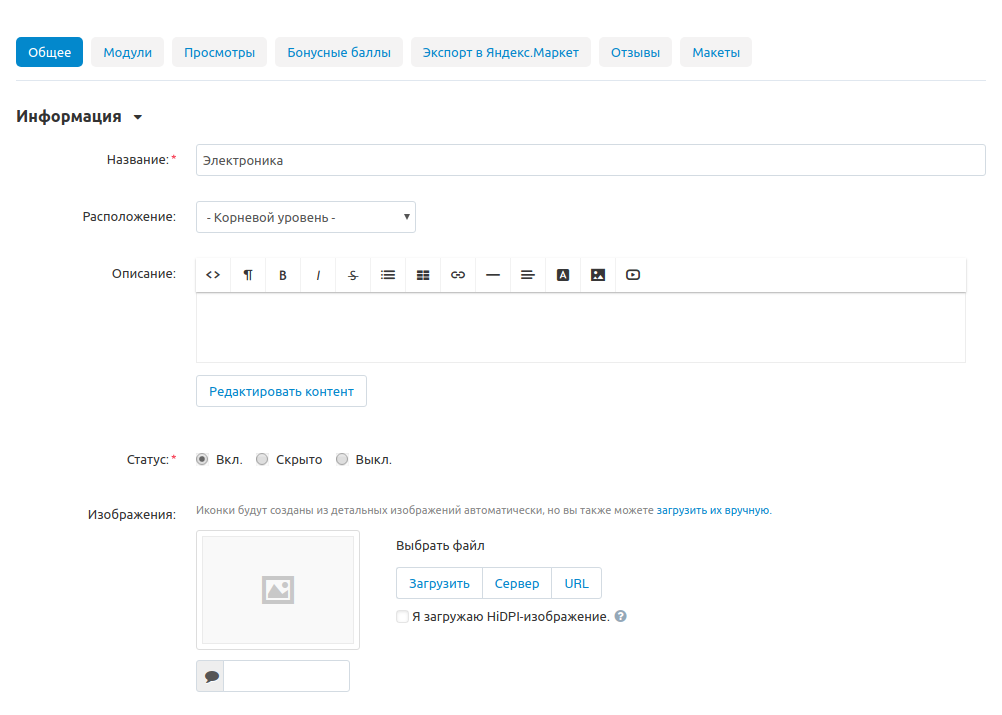 Общее Модули Просмотры Бонусные баллы Экспорт в Яндекс.Маркет Отзывы Макеты
Информация
Название:* Электроника
Расположение: - Корневой уровень -
Описание: <> ¶ B I S A
Редактировать контент
Статус:* Вкл. Скрыто Выкл.
Изображения: Иконки будут созданы из детальных изображений автоматически, но вы также можете загрузить их вручную.
Выбрать файл
Загрузить Сервер URL
Я загружаю HiDPI-изображение. ?